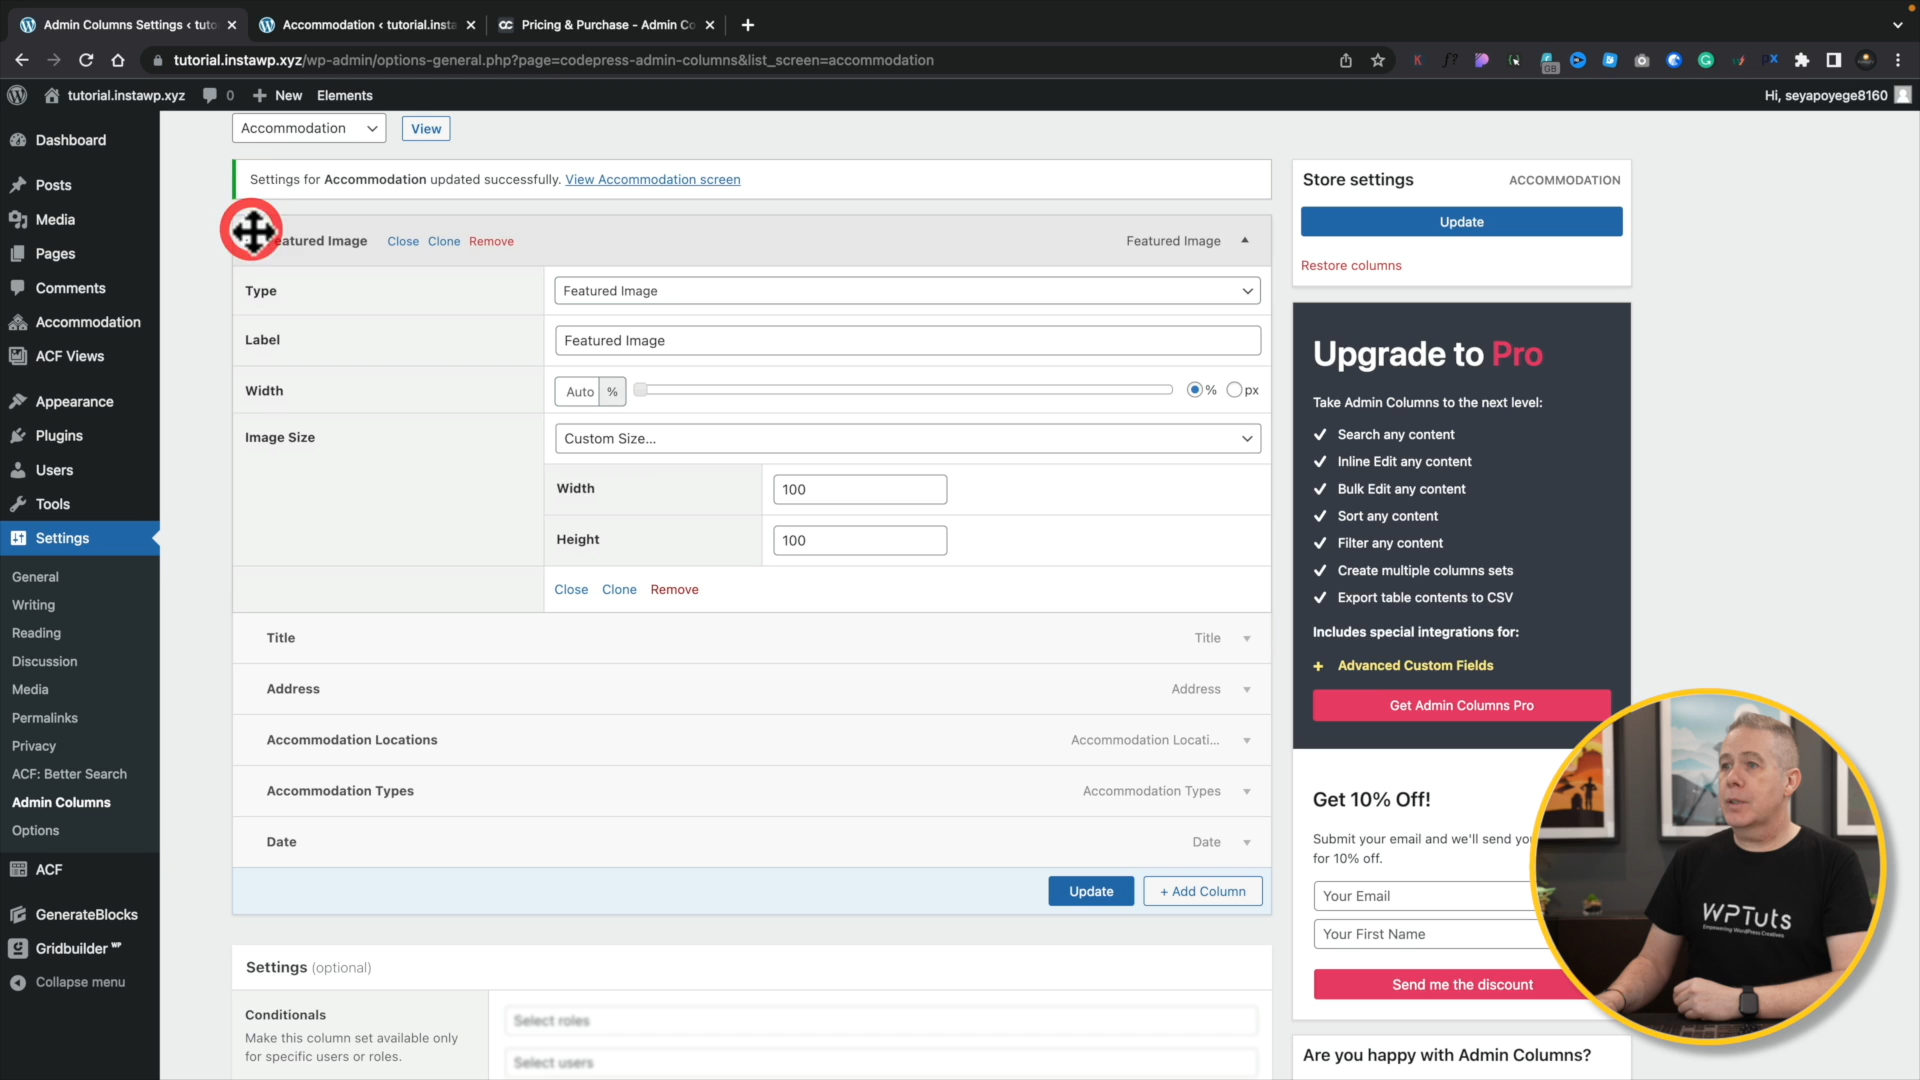 Admin Columns Settings ‹ tuto
Accommodation ‹ tutorial.insta
Pricing & Purchase - Admin Co
tutorial.instawp.xyz/wp-admin/options-general.php?page=codepress-admin-columns&list_screen=accommodation
tutorial.instawp.xyz
0
New
Elements
Hi, seyapoyege8160
Dashboard
Posts
Media
Pages
Comments
Accommodation
ACF Views
Appearance
Plugins
Users
Tools
Settings
General
Writing
Reading
Discussion
Media
Permalinks
Privacy
ACF: Better Search
Admin Columns
Options
ACF
GenerateBlocks
Gridbuilder WP
Collapse menu
Accommodation
View
Settings for Accommodation updated successfully. View Accommodation screen
eatured Image Close Clone Remove Featured Image
Type Featured Image
Label Featured Image
Width Auto % % px
Image Size Custom Size...
Width 100
Height 100
Close Clone Remove
Title Title
Address Address
Accommodation Locations Accommodation Locati...
Accommodation Types Accommodation Types
Date Date
Update + Add Column
Settings (optional)
Conditionals
Make this column set available only
for specific users or roles.
Select roles
Select users
Store settings ACCOMMODATION
Update
Restore columns
Upgrade to Pro
Take Admin Columns to the next level:
Search any content
Inline Edit any content
Bulk Edit any content
Sort any content
Filter any content
Create multiple columns sets
Export table contents to CSV
Includes special integrations for:
+ Advanced Custom Fields
Get Admin Columns Pro
Get 10% Off!
Submit your email and we'll send yo
for 10% off.
Your Email
Your First Name
Send me the discount
Are you happy with Admin Columns?
WPTuts
Empowering WordPress Creatives